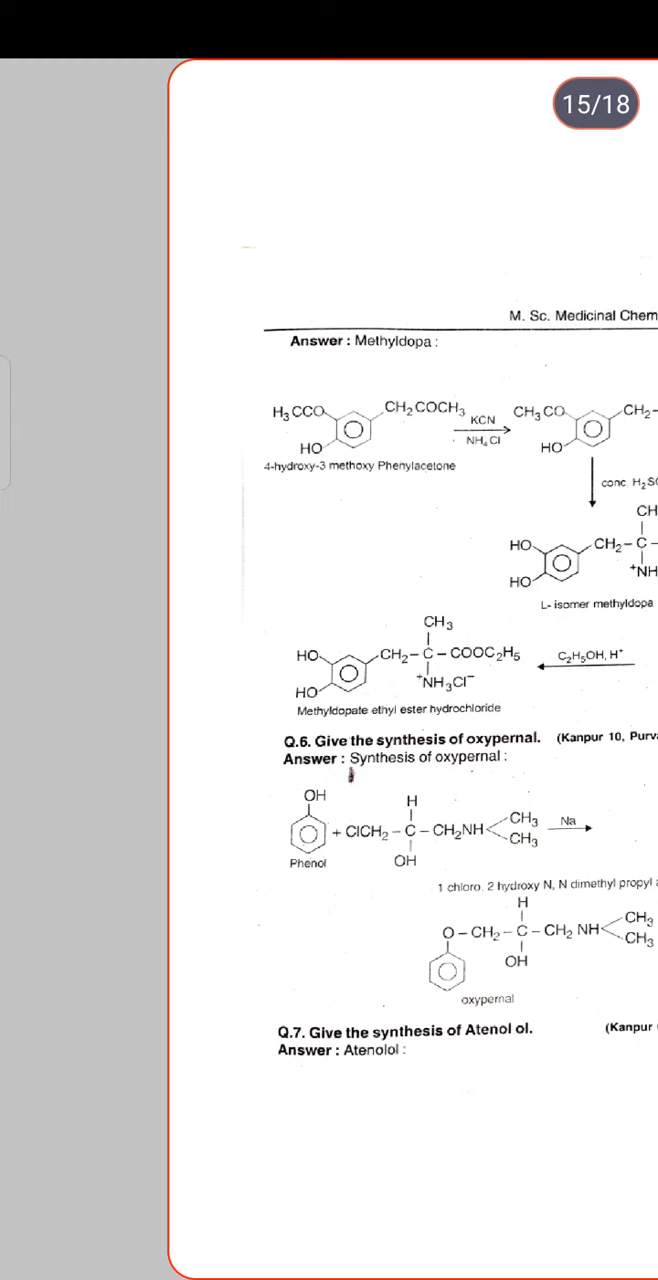 15/18
M. Sc. Medicinal Chem
Answer : Methyldopa :
H₃CCO CH₂COCH₃ KCN CH₃CO CH₂-
HO NH₄Cl HO
4-hydroxy-3 methoxy Phenylacetone
conc. H₂S
CH
HO CH₂-C-
HO ⁺NH
L- isomer methyldopa
CH₃
HO CH₂-C-COOC₂H₅ C₂H₅OH, H⁺
HO ⁺NH₃Cl⁻
Methyldopate ethyl ester hydrochloride
Q.6. Give the synthesis of oxypernal. (Kanpur 10, Purv
Answer : Synthesis of oxypernal :
OH H
+ ClCH₂-C-CH₂NH CH₃ Na
CH₃
Phenol OH
1 chloro, 2 hydroxy N, N dimethyl propyl
H
O-CH₂-C-CH₂ NH CH₃
CH₃
OH
oxypernal
Q.7. Give the synthesis of Atenol ol. (Kanpur
Answer : Atenolol :